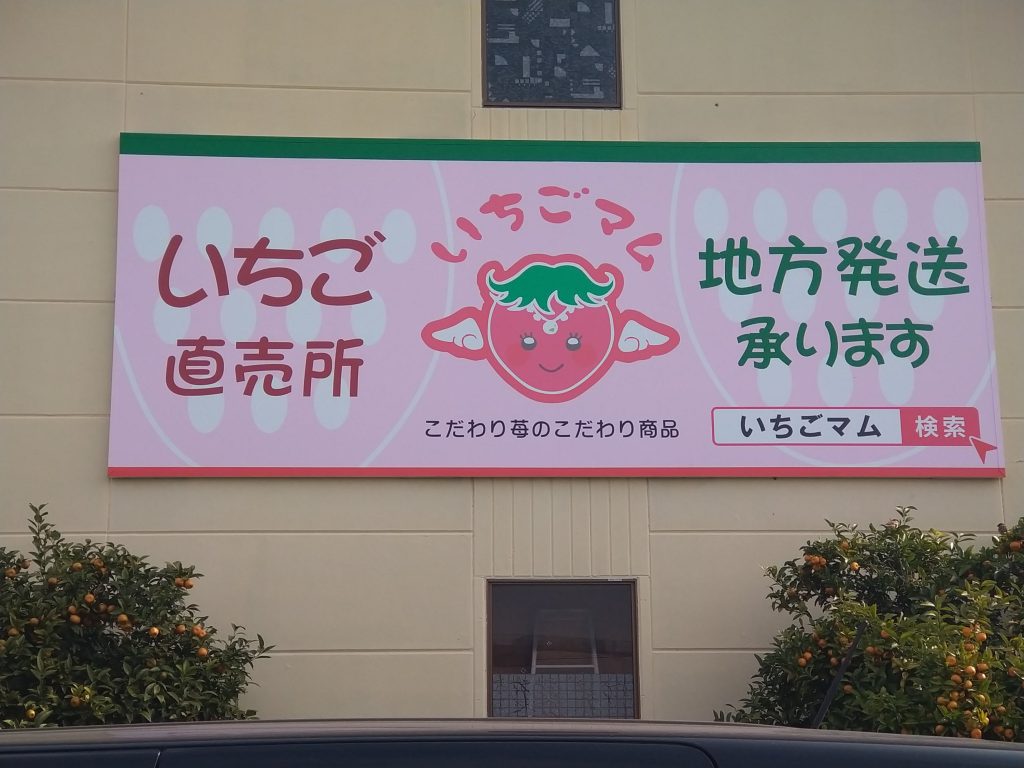 いちご
直売所
いちごマム
こだわり苺のこだわり商品
地方発送
承ります
いちごマム 検索